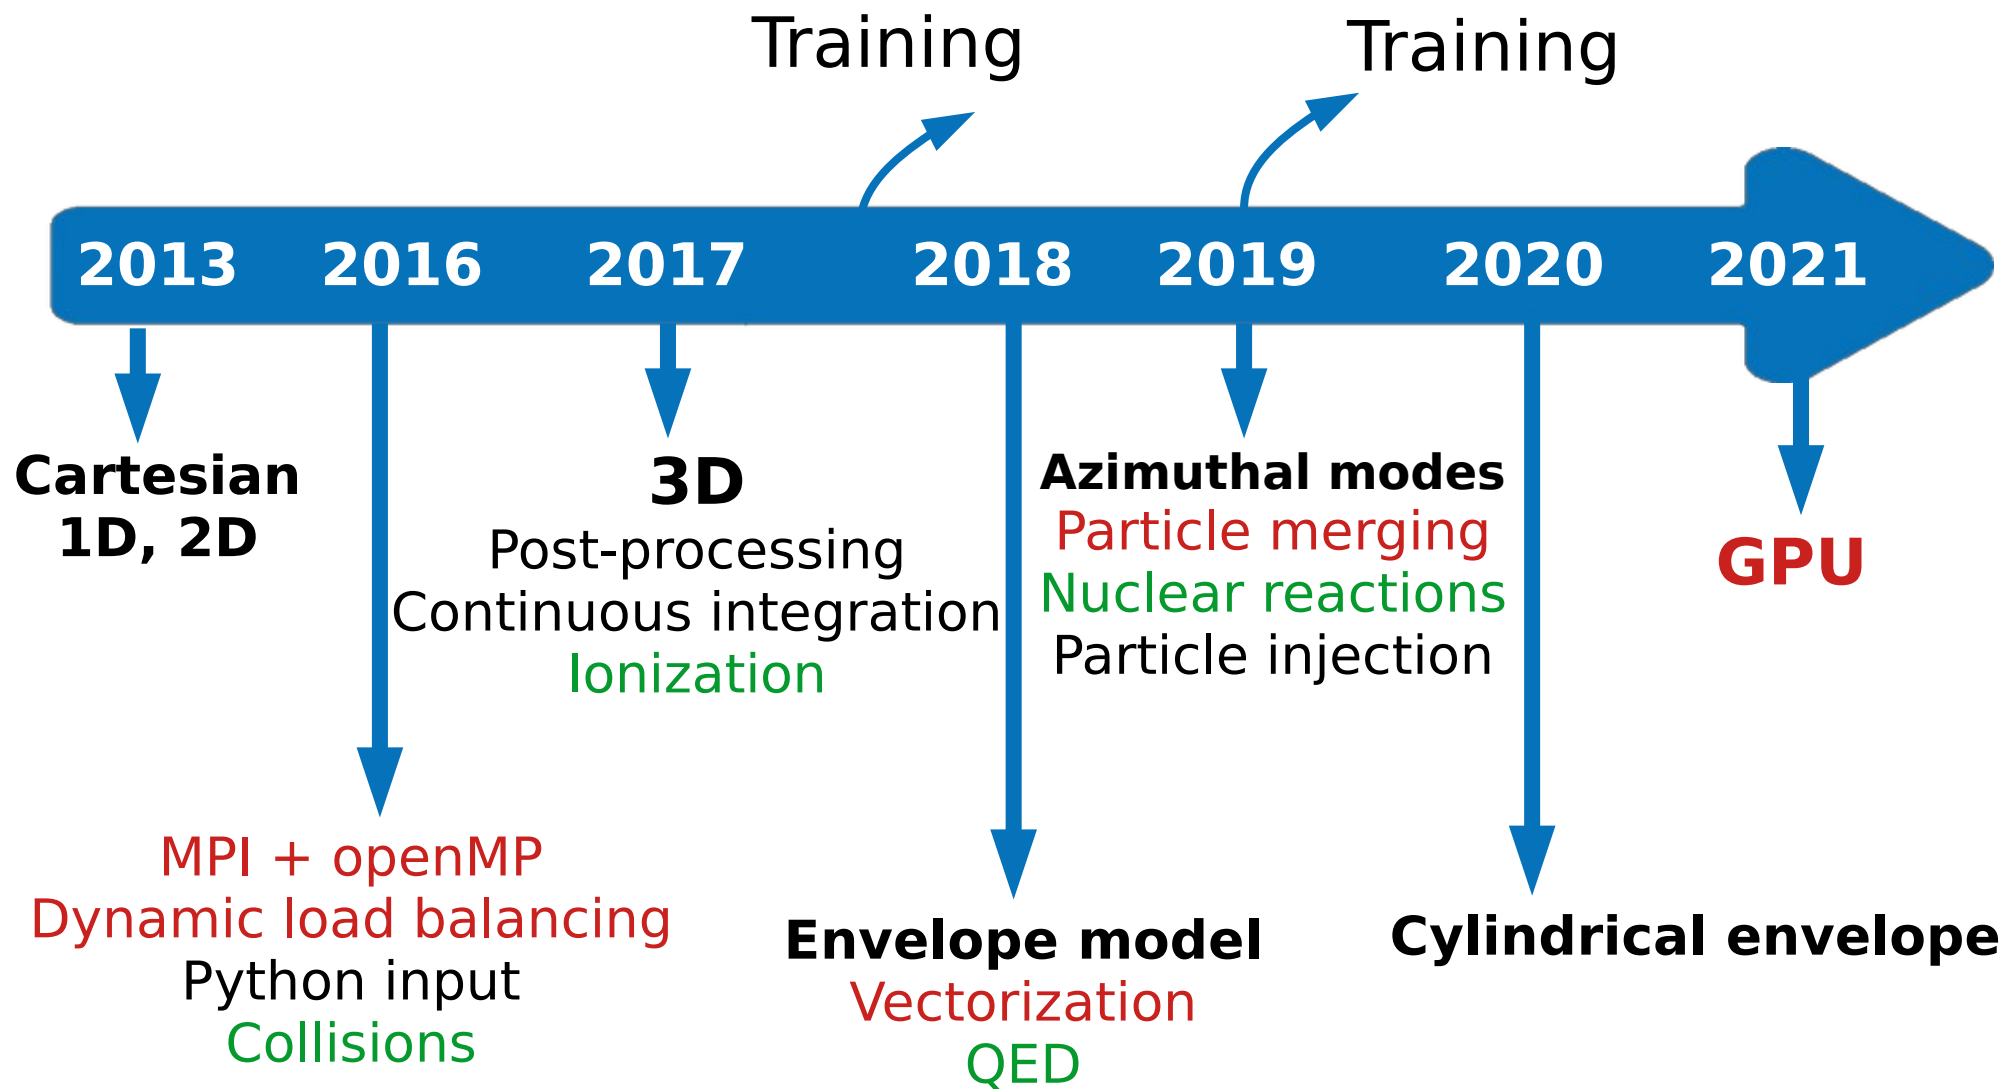 Training
Training
2013
2016
2017
2018
2019
2020
2021
Cartesian
1D, 2D
MPI + openMP
Dynamic load balancing
Python input
Collisions
3D
Post-processing
Continuous integration
Ionization
Envelope model
Vectorization
QED
Azimuthal modes
Particle merging
Nuclear reactions
Particle injection
Cylindrical envelope
GPU